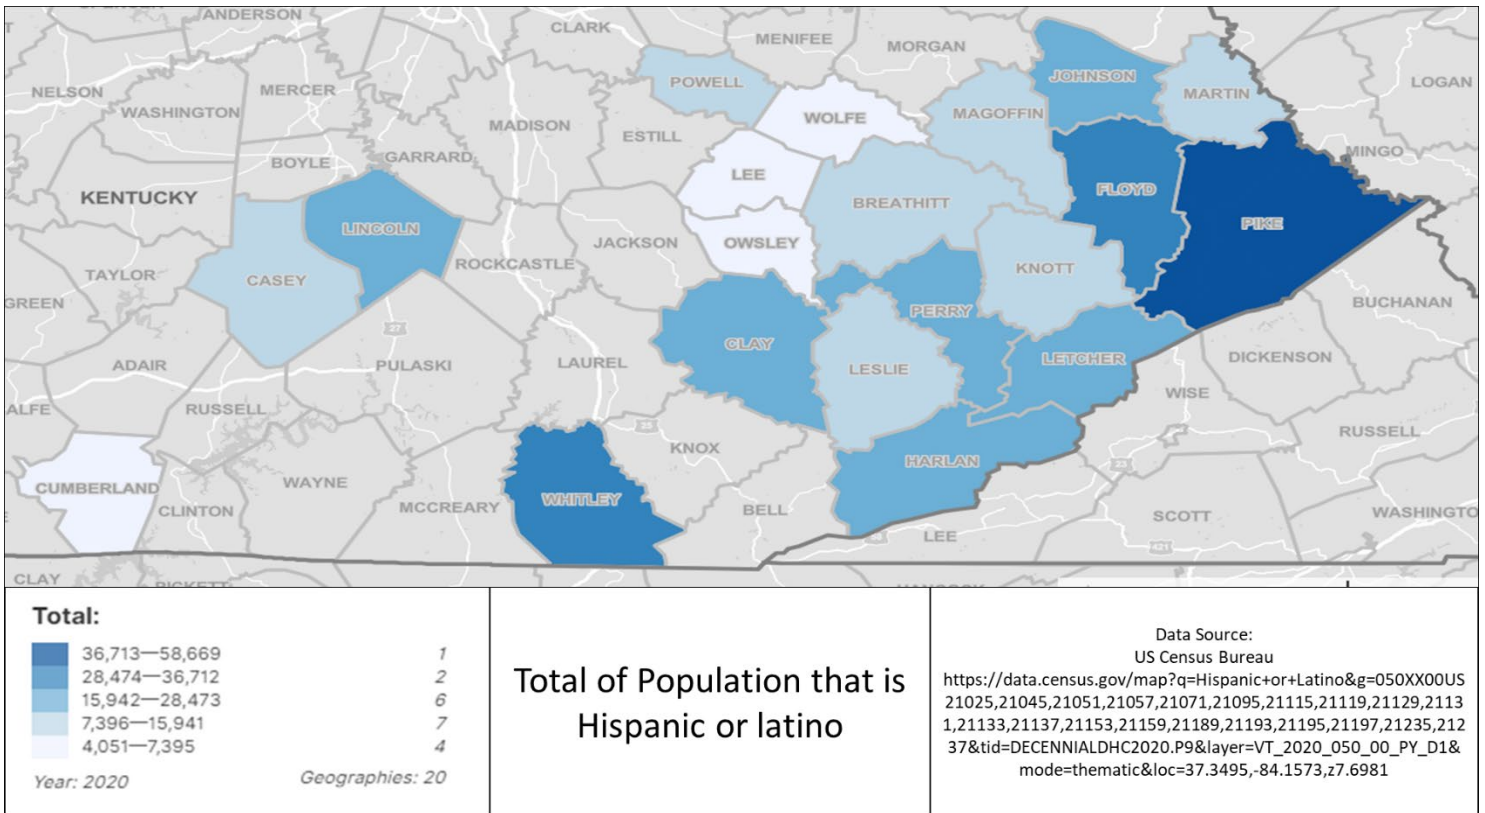 ANDERSON
CLARK
MENIFEE
MORGAN
LOGAN
NELSON
MERCER
POWELL
JOHNSON
MARTIN
WASHINGTON
MADISON
ESTILL
WOLFE
MAGOFFIN
BOYLE
GARRARD
MINGO
KENTUCKY
LEE
FLOYD
BREATHITT
LINCOLN
PIKE
JACKSON
OWSLEY
TAYLOR
CASEY
ROCKCASTLE
KNOTT
GREEN
BUCHANAN
PERRY
27
CLAY
LETCHER
DICKENSON
ADAIR
PULASKI
LAUREL
LESLIE
WISE
ALFE
RUSSELL
25
KNOX
RUSSELL
HARLAN
23
CUMBERLAND
WAYNE
WHITLEY
CLINTON
MCCREARY
BELL
SCOTT
WASHINGTO
LEE
421
CLAY
PICKETT
HANCOCK
Total:
36,713—58,669 1
28,474—36,712 2
15,942—28,473 6
7,396—15,941 7
4,051—7,395 4
Year: 2020 Geographies: 20
Total of Population that is
Hispanic or latino
Data Source:
US Census Bureau
https://data.census.gov/map?q=Hispanic+or+Latino&g=050XX00US
21025,21045,21051,21057,21071,21095,21115,21119,21129,2113
1,21133,21137,21153,21159,21189,21193,21195,21197,21235,212
37&tid=DECENNIALDHC2020.P9&layer=VT_2020_050_00_PY_D1&
mode=thematic&loc=37.3495,-84.1573,z7.6981